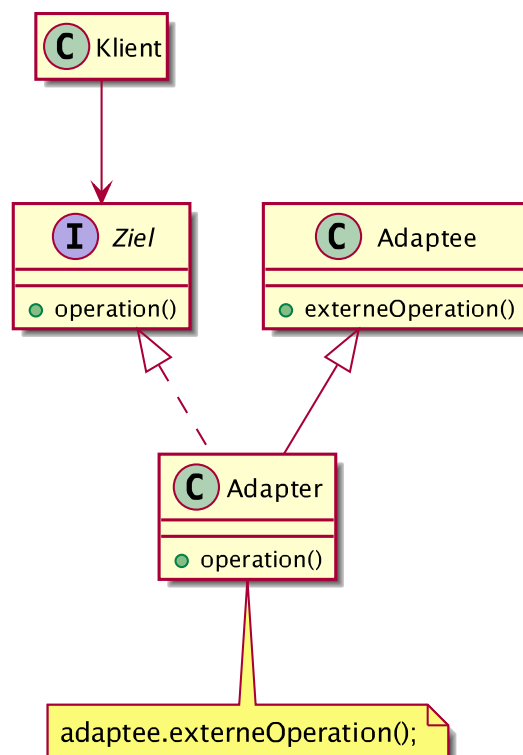 C Klient
I Ziel
operation()
C Adaptee
externeOperation()
C Adapter
operation()
adaptee.externeOperation();